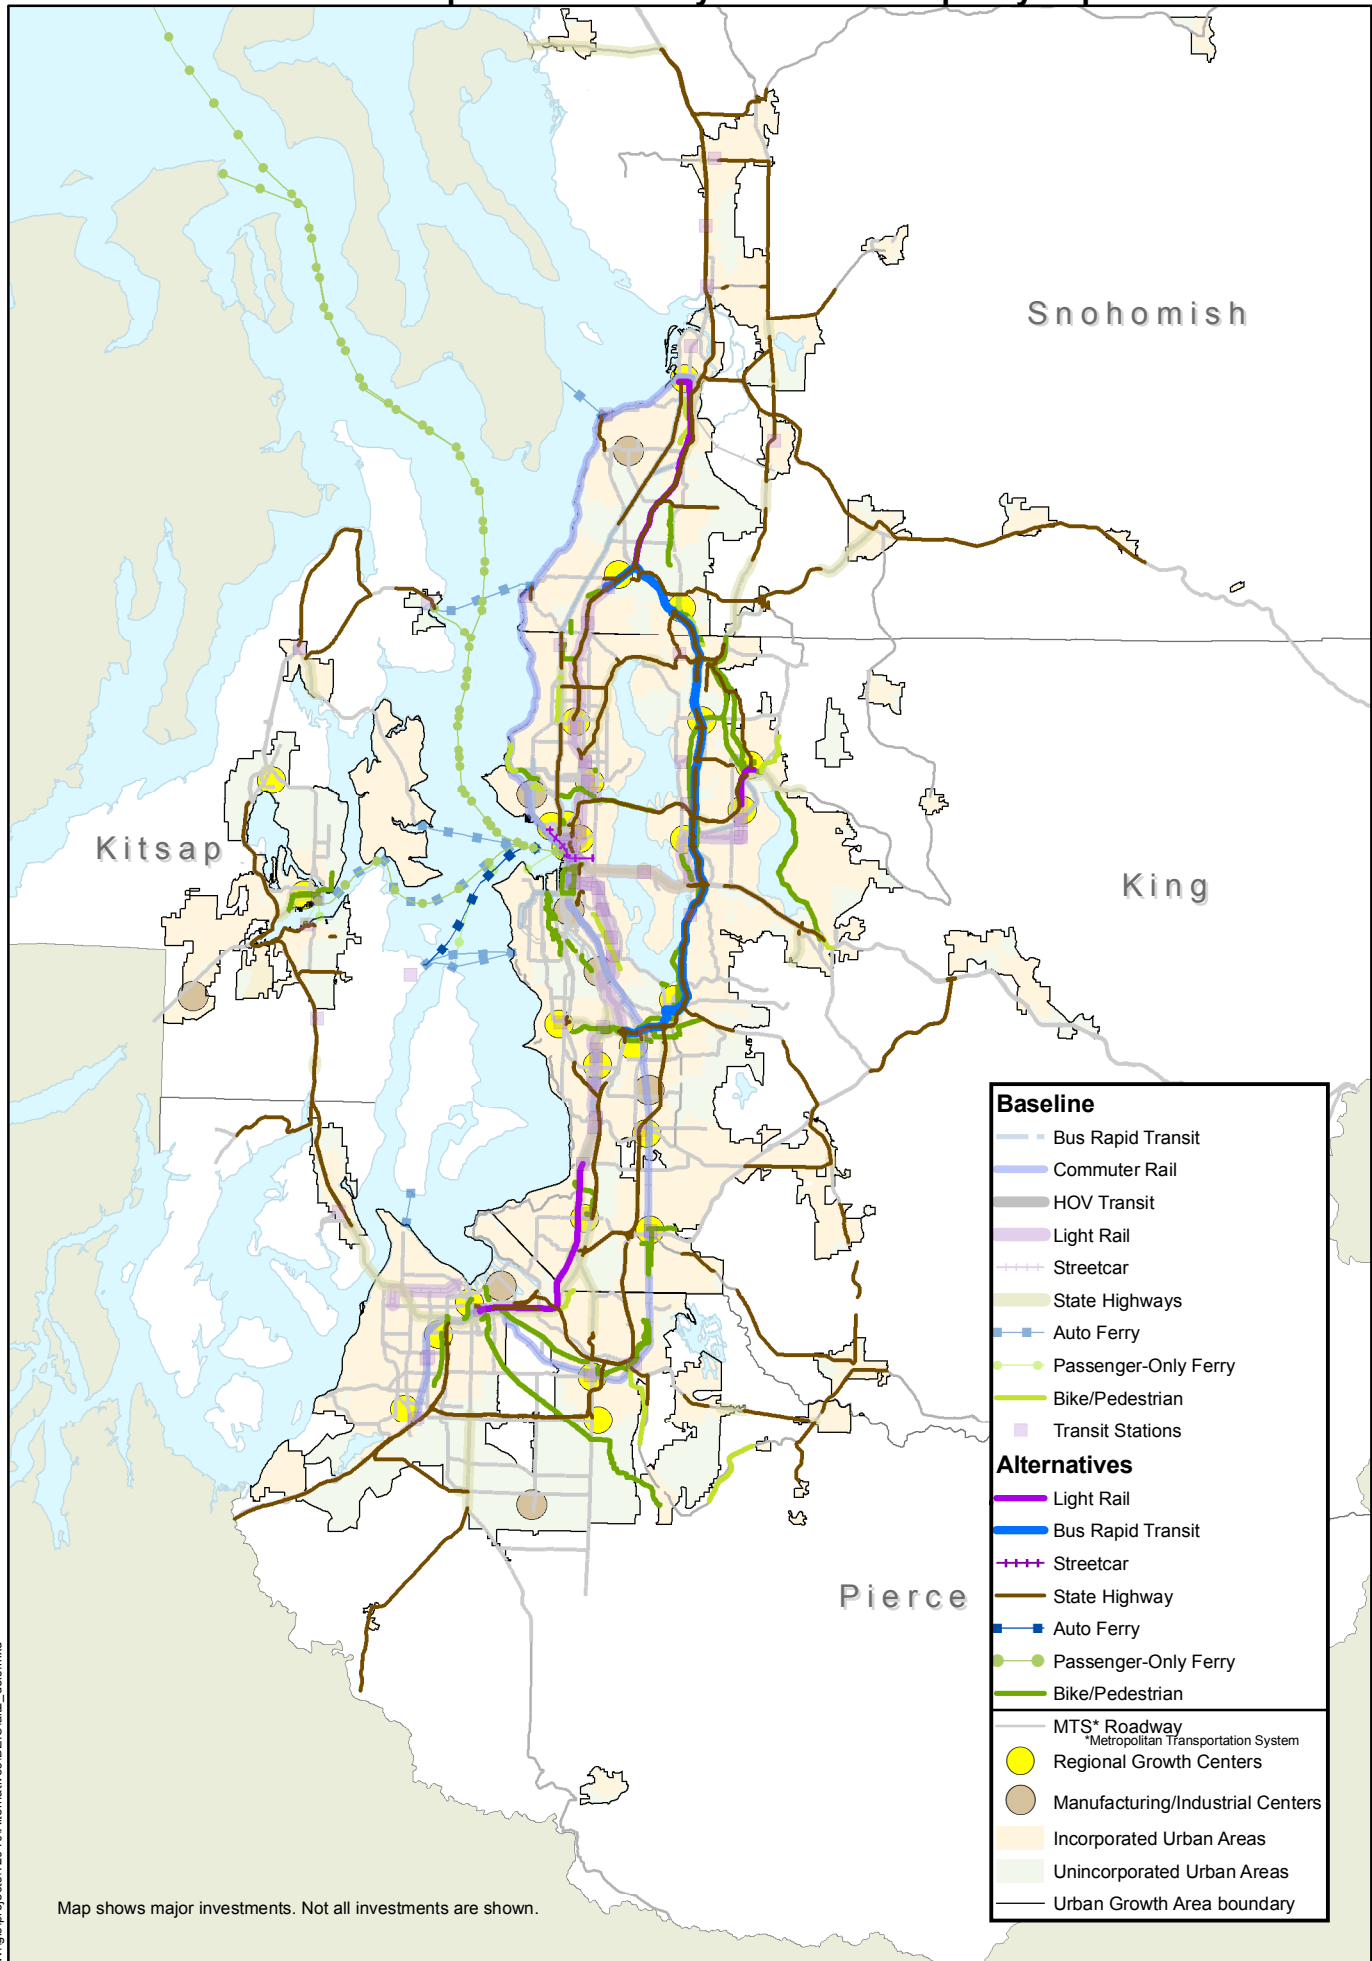 Snohomish
Kitsap
King
Pierce
Baseline
Bus Rapid Transit
Commuter Rail
HOV Transit
Light Rail
Streetcar
State Highways
Auto Ferry
Passenger-Only Ferry
Bike/Pedestrian
Transit Stations
Alternatives
Light Rail
Bus Rapid Transit
Streetcar
State Highway
Auto Ferry
Passenger-Only Ferry
Bike/Pedestrian
MTS* Roadway
*Metropolitan Transportation System
Regional Growth Centers
Manufacturing/Industrial Centers
Incorporated Urban Areas
Unincorporated Urban Areas
Urban Growth Area boundary
Map shows major investments. Not all investments are shown.